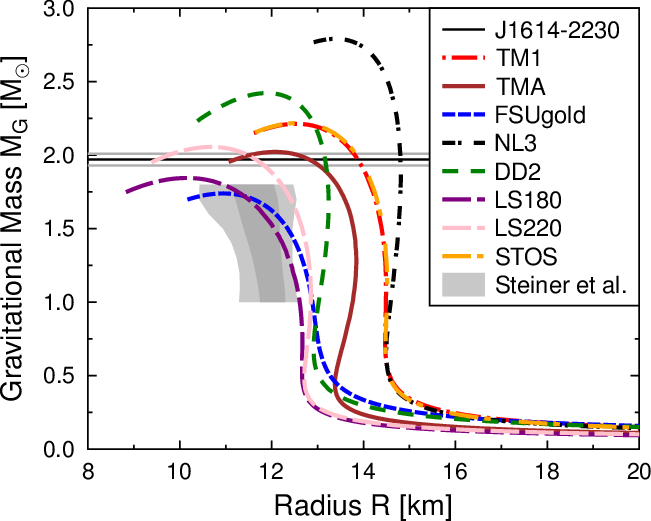 Gravitational Mass M_G [M_⊙]
3.0
2.5
2.0
1.5
1.0
0.5
0.0
J1614-2230
TM1
TMA
FSUgold
NL3
DD2
LS180
LS220
STOS
Steiner et al.
8 10 12 14 16 18 20
Radius R [km]